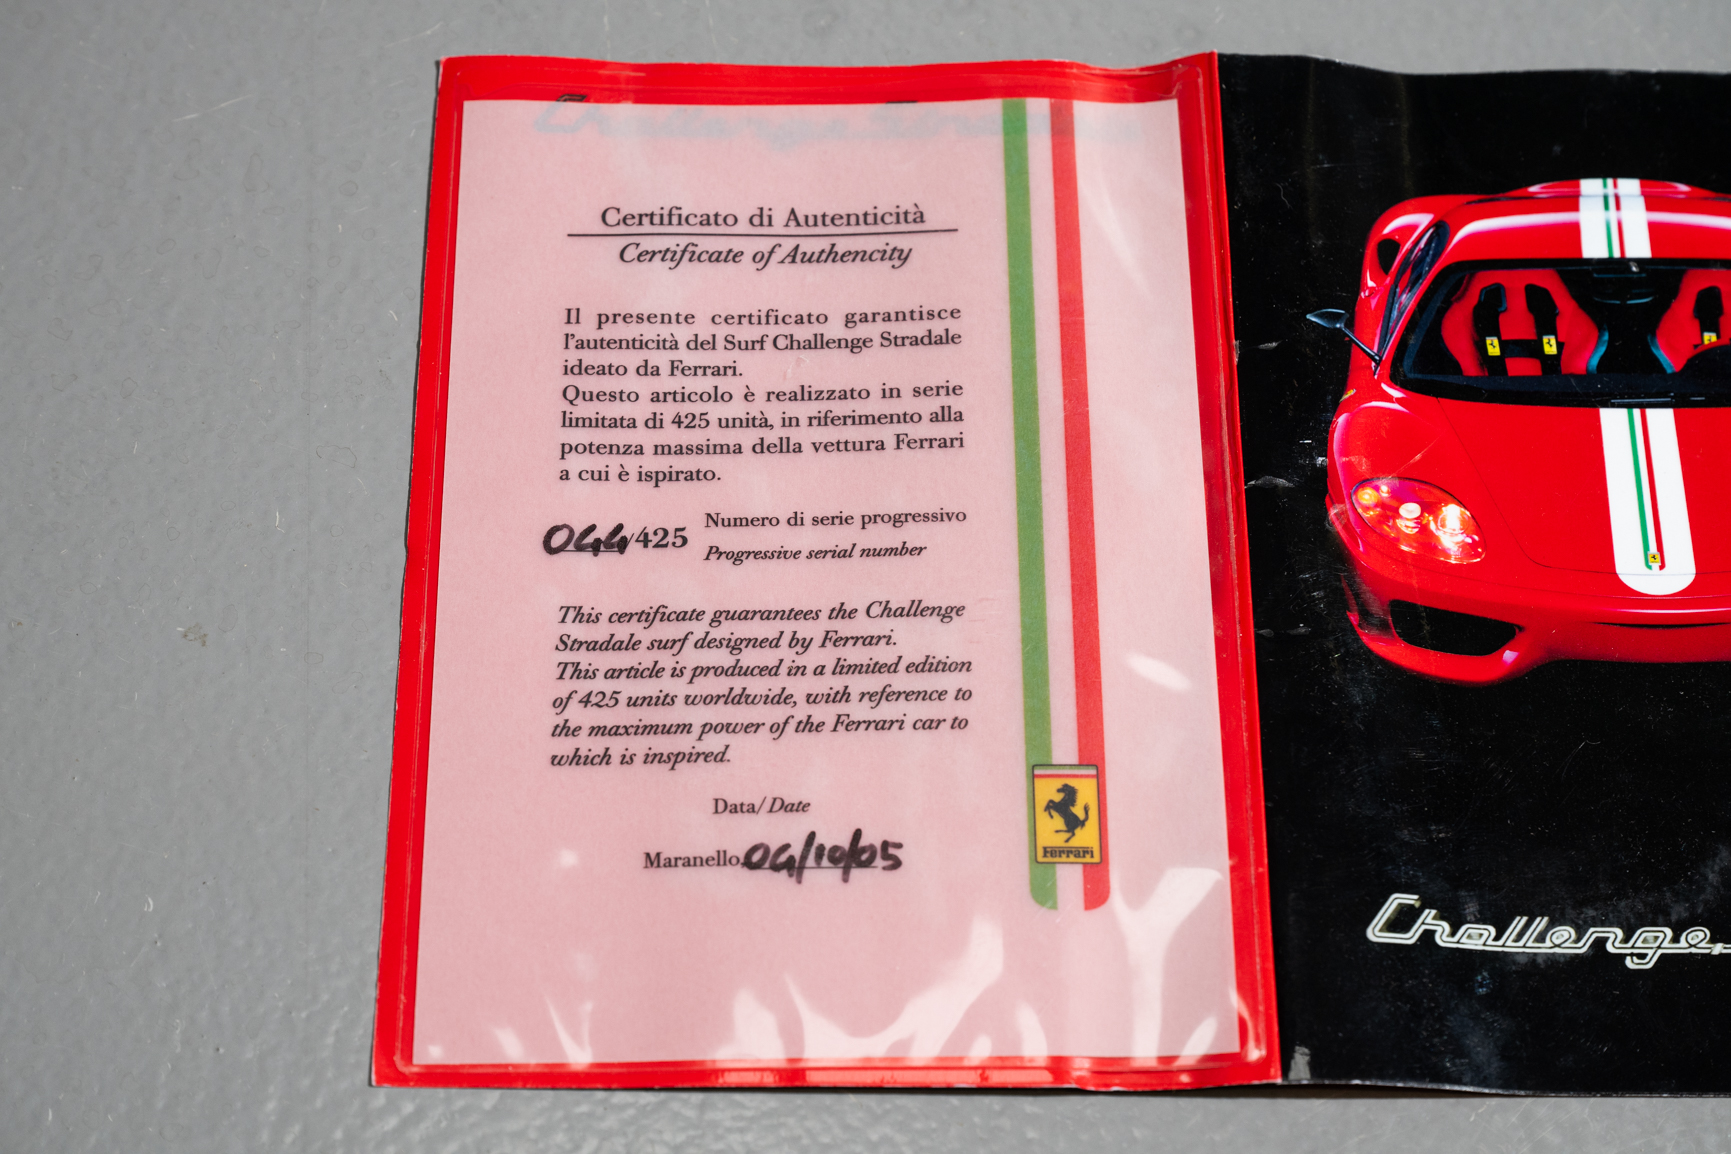 Challenge Stradale
Certificato di Autenticità
Certificate of Authencity
Il presente certificato garantisce
l'autenticità del Surf Challenge Stradale
ideato da Ferrari.
Questo articolo è realizzato in serie
limitata di 425 unità, in riferimento alla
potenza massima della vettura Ferrari
a cui è ispirato.
044/425 Numero di serie progressivo
Progressive serial number
This certificate guarantees the Challenge
Stradale surf designed by Ferrari.
This article is produced in a limited edition
of 425 units worldwide, with reference to
the maximum power of the Ferrari car to
which is inspired.
Data/Date
Maranello, 04/10/05
Ferrari
Challenge